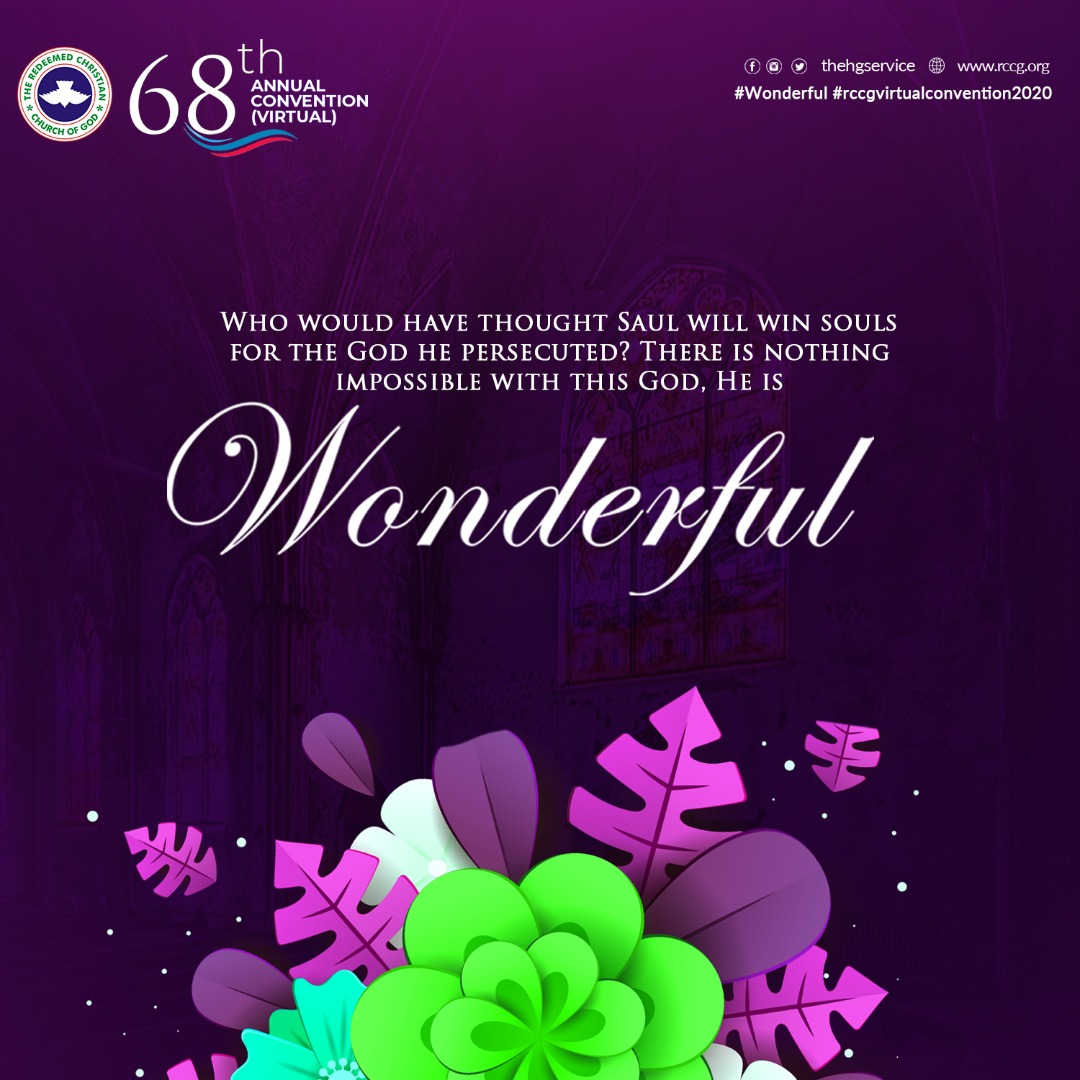 THE REDEEMED CHRISTIAN
CHURCH OF GOD
68th
ANNUAL
CONVENTION
(VIRTUAL)
thehgservice www.rccg.org
#Wonderful #rccgvirtualconvention2020
WHO WOULD HAVE THOUGHT SAUL WILL WIN SOULS
FOR THE GOD HE PERSECUTED? THERE IS NOTHING
IMPOSSIBLE WITH THIS GOD, HE IS
Wonderful